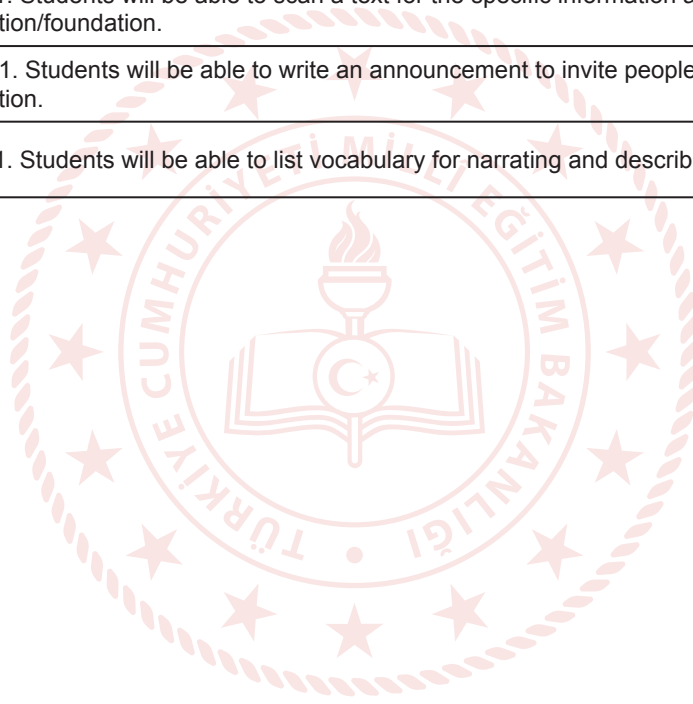 1. Students will be able to scan a text for the specific information a
tion/foundation.
1. Students will be able to write an announcement to invite people
tion.
1. Students will be able to list vocabulary for narrating and describ
TÜRKİYE CUMHURİYETİ MİLLÎ EĞİTİM BAKANLIĞI